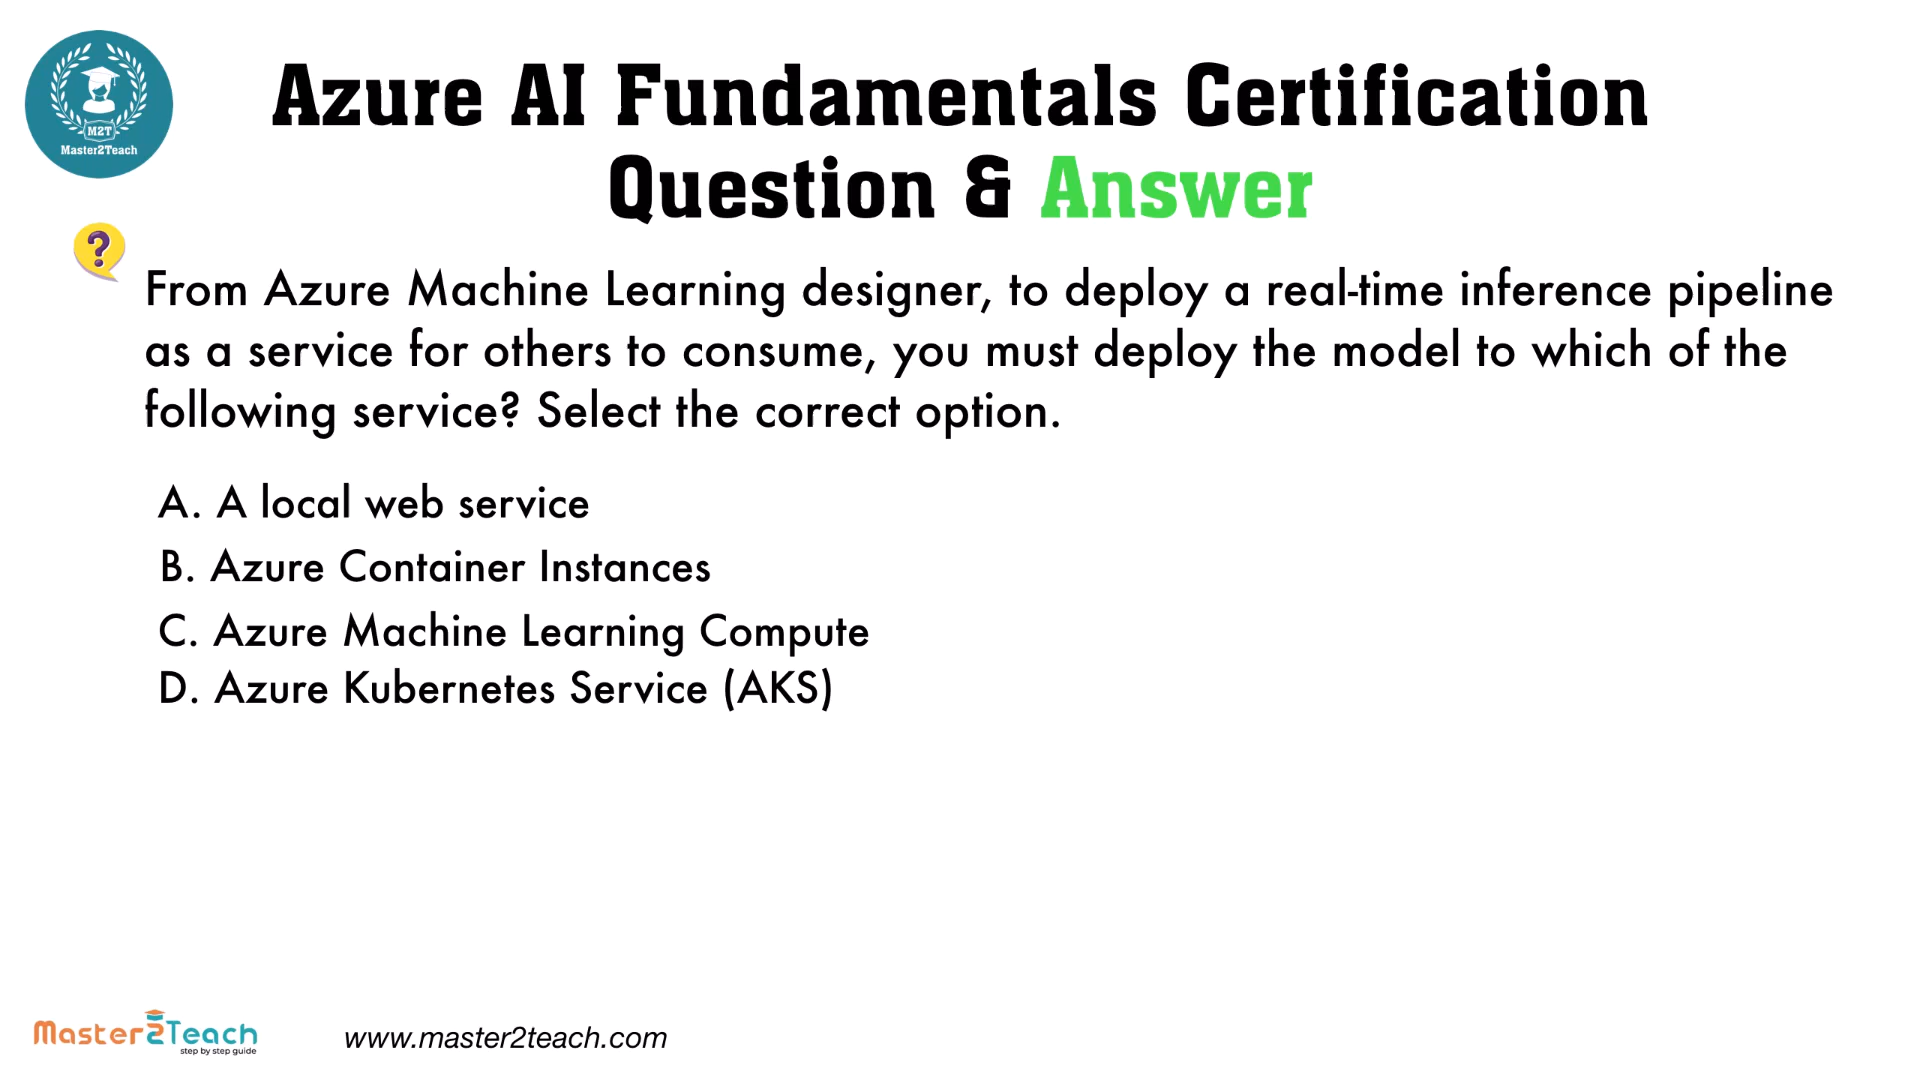 M2T
Master2Teach
Azure AI Fundamentals Certification
Question & Answer
?
From Azure Machine Learning designer, to deploy a real-time inference pipeline
as a service for others to consume, you must deploy the model to which of the
following service? Select the correct option.
A. A local web service
B. Azure Container Instances
C. Azure Machine Learning Compute
D. Azure Kubernetes Service (AKS)
Master2Teach
step by step guide
www.master2teach.com